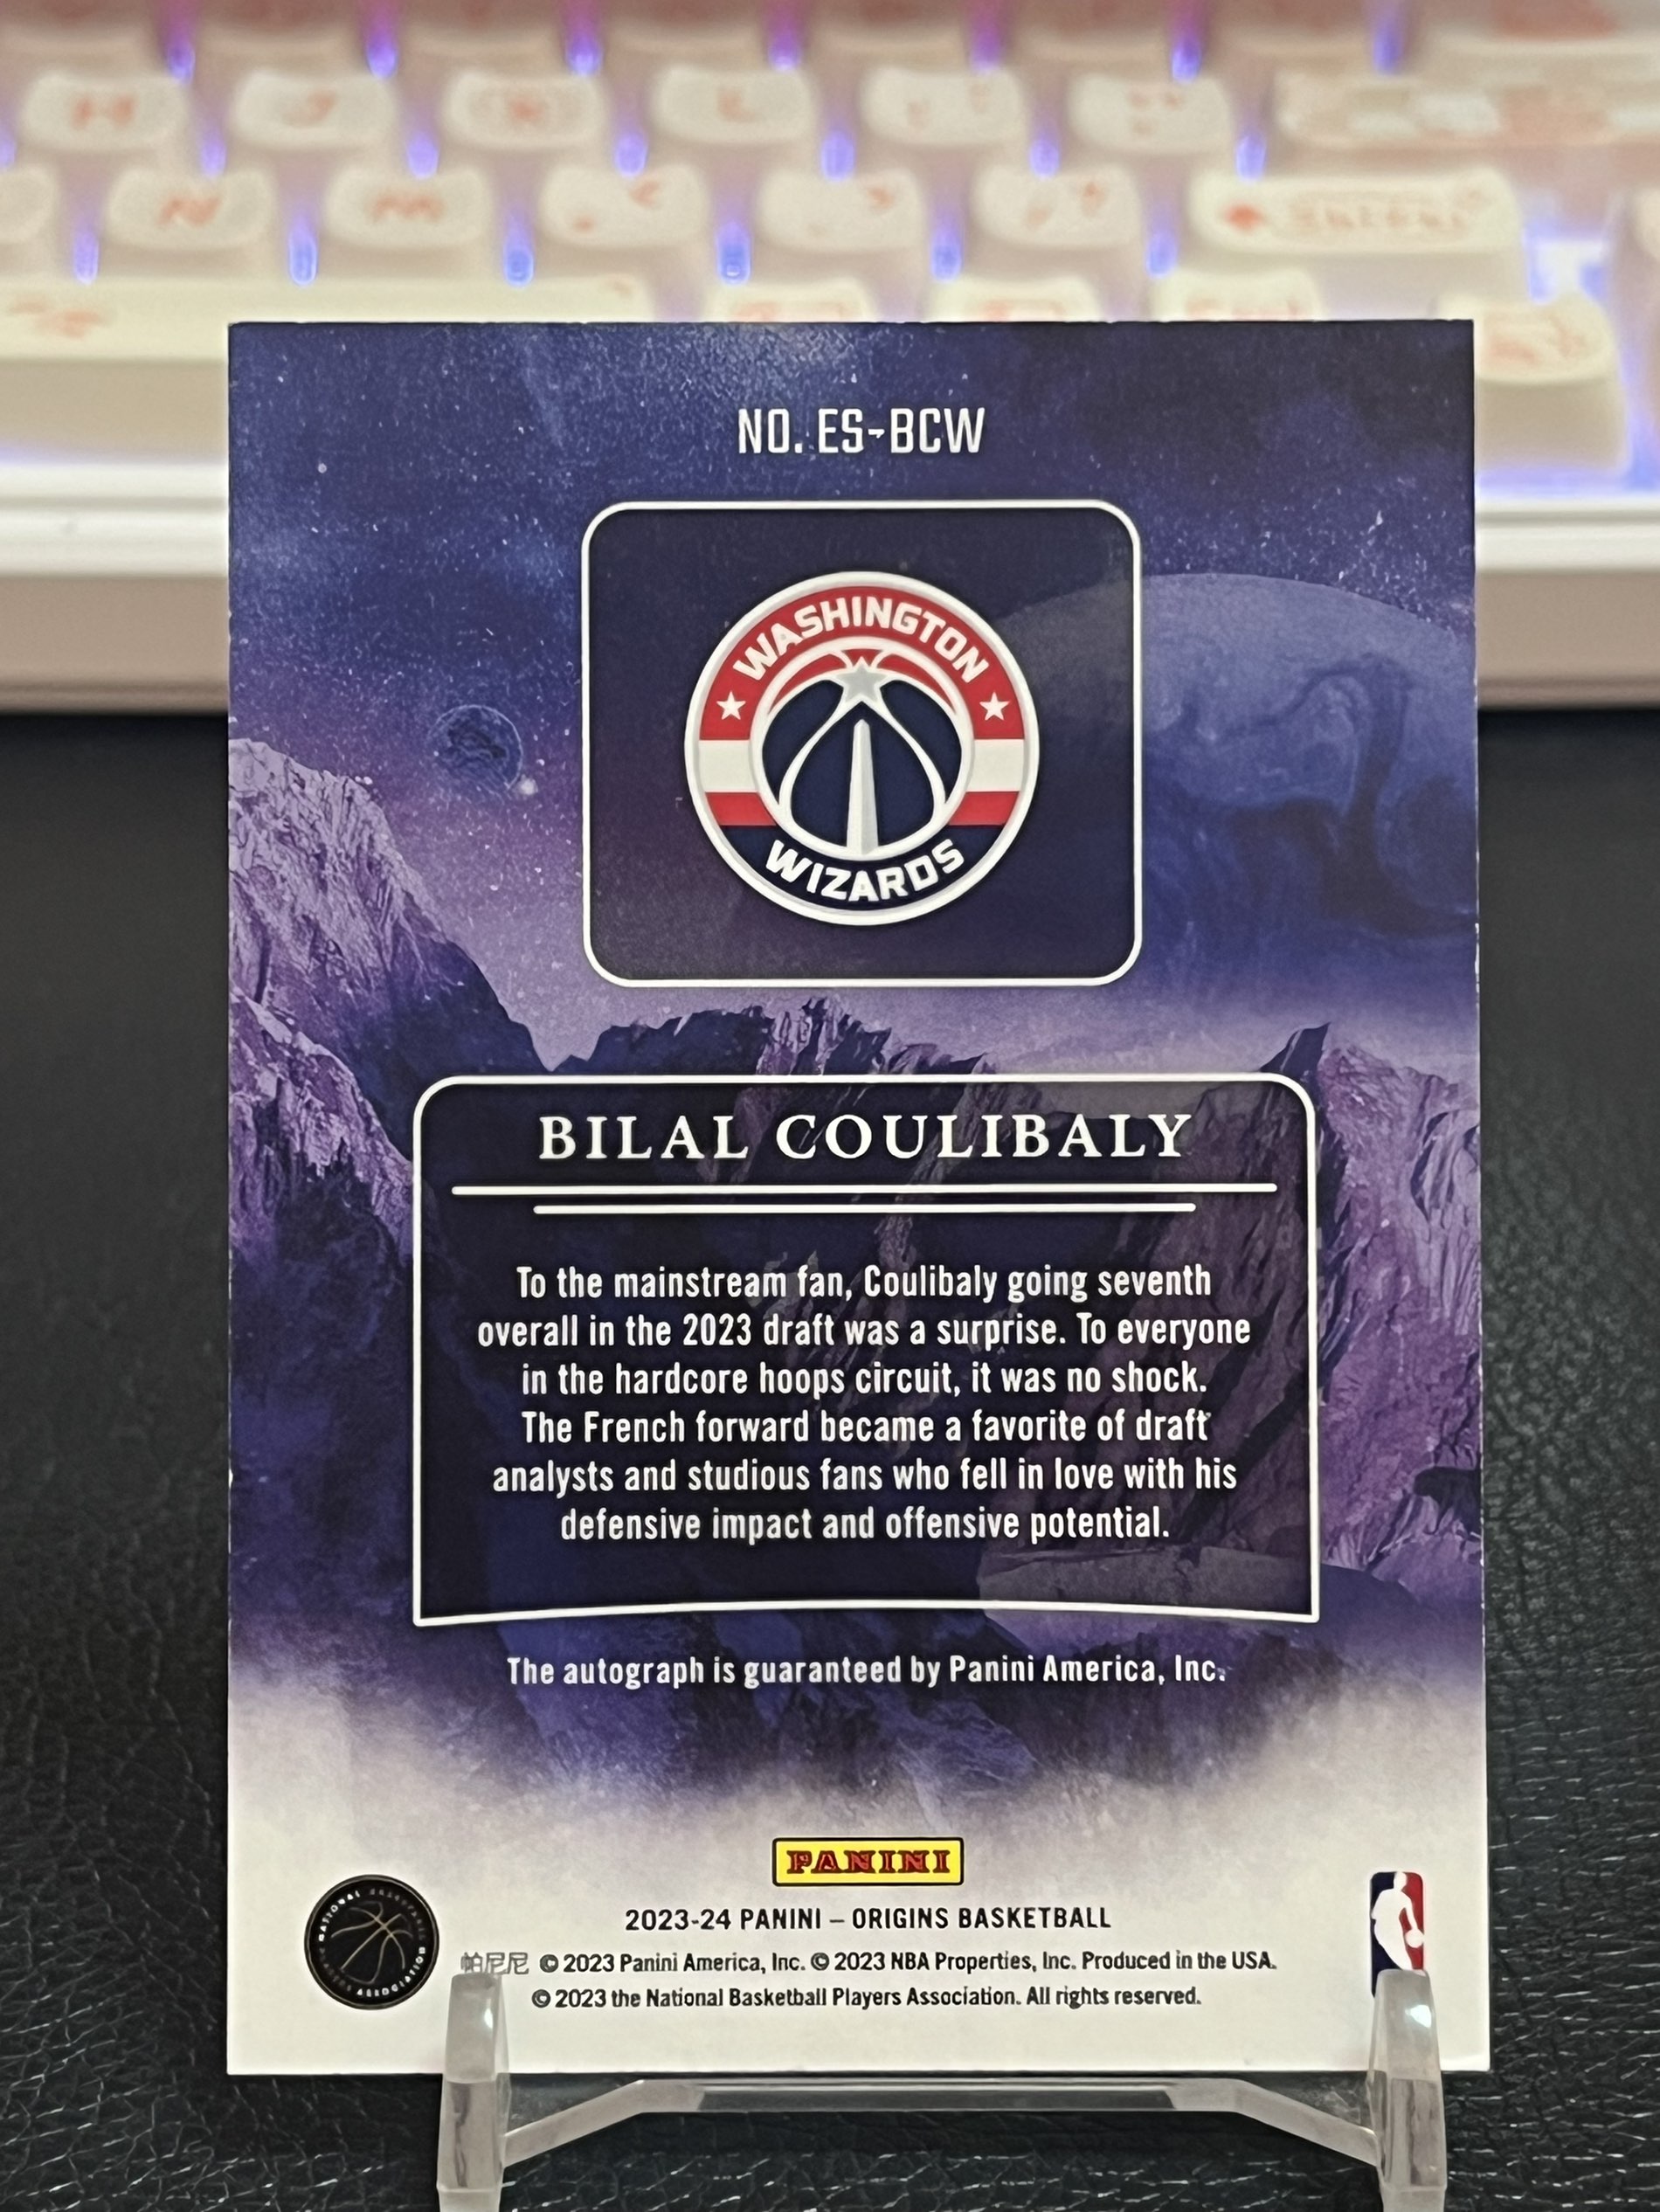 H J K L
N M < >
NO. ES-BCW
WASHINGTON
WIZARDS
BILAL COULIBALY
To the mainstream fan, Coulibaly going seventh
overall in the 2023 draft was a surprise. To everyone
in the hardcore hoops circuit, it was no shock.
The French forward became a favorite of draft
analysts and studious fans who fell in love with his
defensive impact and offensive potential.
The autograph is guaranteed by Panini America, Inc.
PANINI
2023-24 PANINI – ORIGINS BASKETBALL
帕尼尼 © 2023 Panini America, Inc. © 2023 NBA Properties, Inc. Produced in the USA.
© 2023 the National Basketball Players Association. All rights reserved.
NATIONAL BASKETBALL
PLAYERS ASSOCIATION